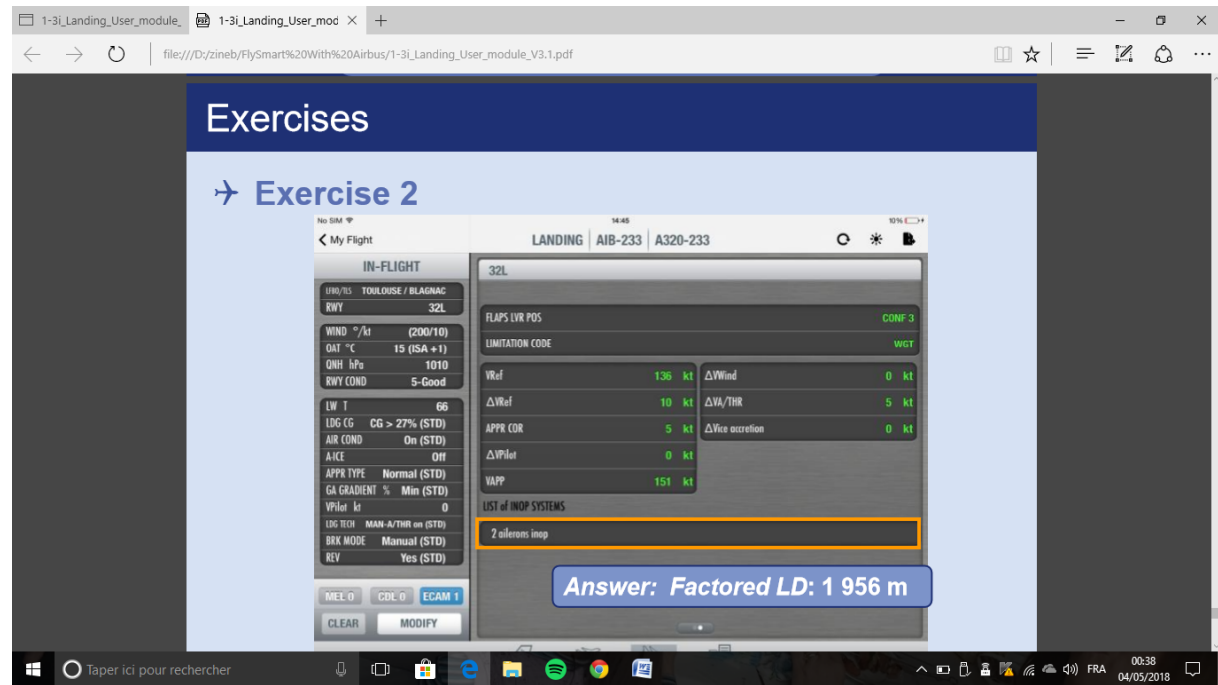 1-3i_Landing_User_module_
1-3i_Landing_User_mod
file:///D:/zineb/FlySmart%20With%20Airbus/1-3i_Landing_User_module_V3.1.pdf
Exercises
Exercise 2
No SIM 14:45 10%
My Flight LANDING AIB-233 A320-233
IN-FLIGHT
LFBO/TLS TOULOUSE / BLAGNAC
RWY 32L
WIND °/kt (200/10)
OAT °C 15 (ISA +1)
QNH hPa 1010
RWY COND 5-Good
LW T 66
LDG CG CG > 27% (STD)
AIR COND On (STD)
A-ICE Off
APPR TYPE Normal (STD)
GA GRADIENT % Min (STD)
VPilot kt 0
LDG TECH MAN-A/THR on (STD)
BRK MODE Manual (STD)
REV Yes (STD)
MEL 0 CDL 0 ECAM 1
CLEAR MODIFY
32L
FLAPS LVR POS CONF 3
LIMITATION CODE WGT
VRef 136 kt ΔVWind 0 kt
ΔVRef 10 kt ΔVA/THR 5 kt
APPR COR 5 kt ΔVice accretion 0 kt
ΔVPilot 0 kt
VAPP 151 kt
LIST of INOP SYSTEMS
2 ailerons inop
Answer: Factored LD: 1 956 m
Taper ici pour rechercher
FRA
00:38
04/05/2018